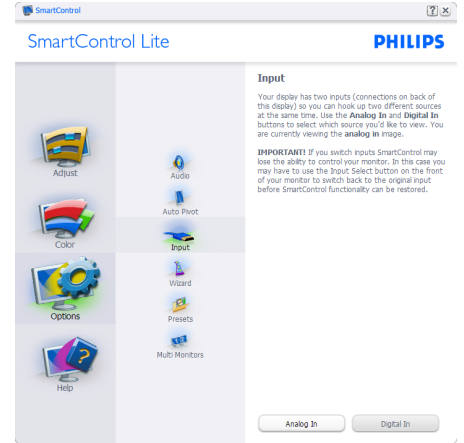 SmartControl
SmartControl Lite
PHILIPS
Adjust
Color
Options
Help
Audio
Auto Pivot
Input
Wizard
Presets
Multi Monitors
Input
Your display has two inputs (connections on back of
this display) so you can hook up two different sources
at the same time. Use the Analog In and Digital In
buttons to select which source you'd like to view. You
are currently viewing the analog in image.
IMPORTANT! If you switch inputs SmartControl may
lose the ability to control your monitor. In this case you
may have to use the Input Select button on the front
of your monitor to switch back to the original input
before SmartControl functionality can be restored.
Analog In
Digital In